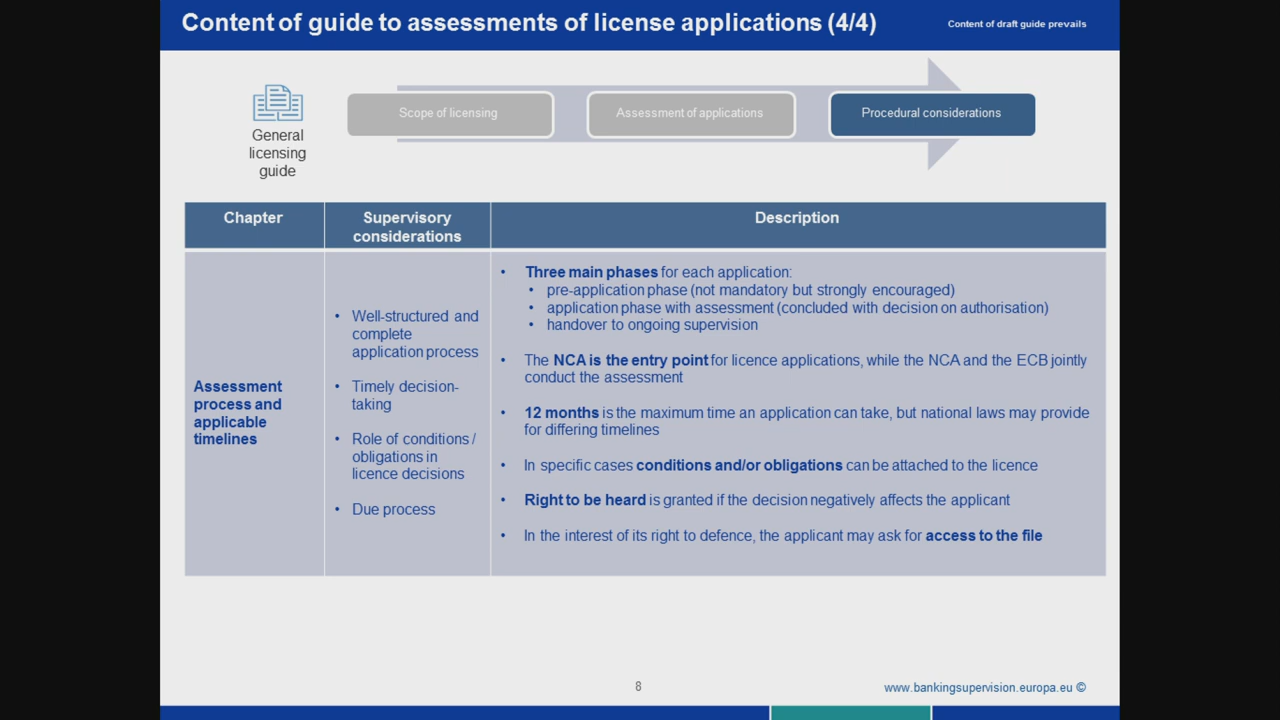 Content of guide to assessments of license applications (4/4)
Content of draft guide prevails
General
licensing
guide
Scope of licensing
Assessment of applications
Procedural considerations
Chapter
Supervisory
considerations
Description
Assessment
process and
applicable
timelines
• Well-structured and
complete
application process
• Timely decision-
taking
• Role of conditions /
obligations in
licence decisions
• Due process
• Three main phases for each application:
• pre-application phase (not mandatory but strongly encouraged)
• application phase with assessment (concluded with decision on authorisation)
• handover to ongoing supervision
• The NCA is the entry point for licence applications, while the NCA and the ECB jointly
conduct the assessment
• 12 months is the maximum time an application can take, but national laws may provide
for differing timelines
• In specific cases conditions and/or obligations can be attached to the licence
• Right to be heard is granted if the decision negatively affects the applicant
• In the interest of its right to defence, the applicant may ask for access to the file
8
www.bankingsupervision.europa.eu ©